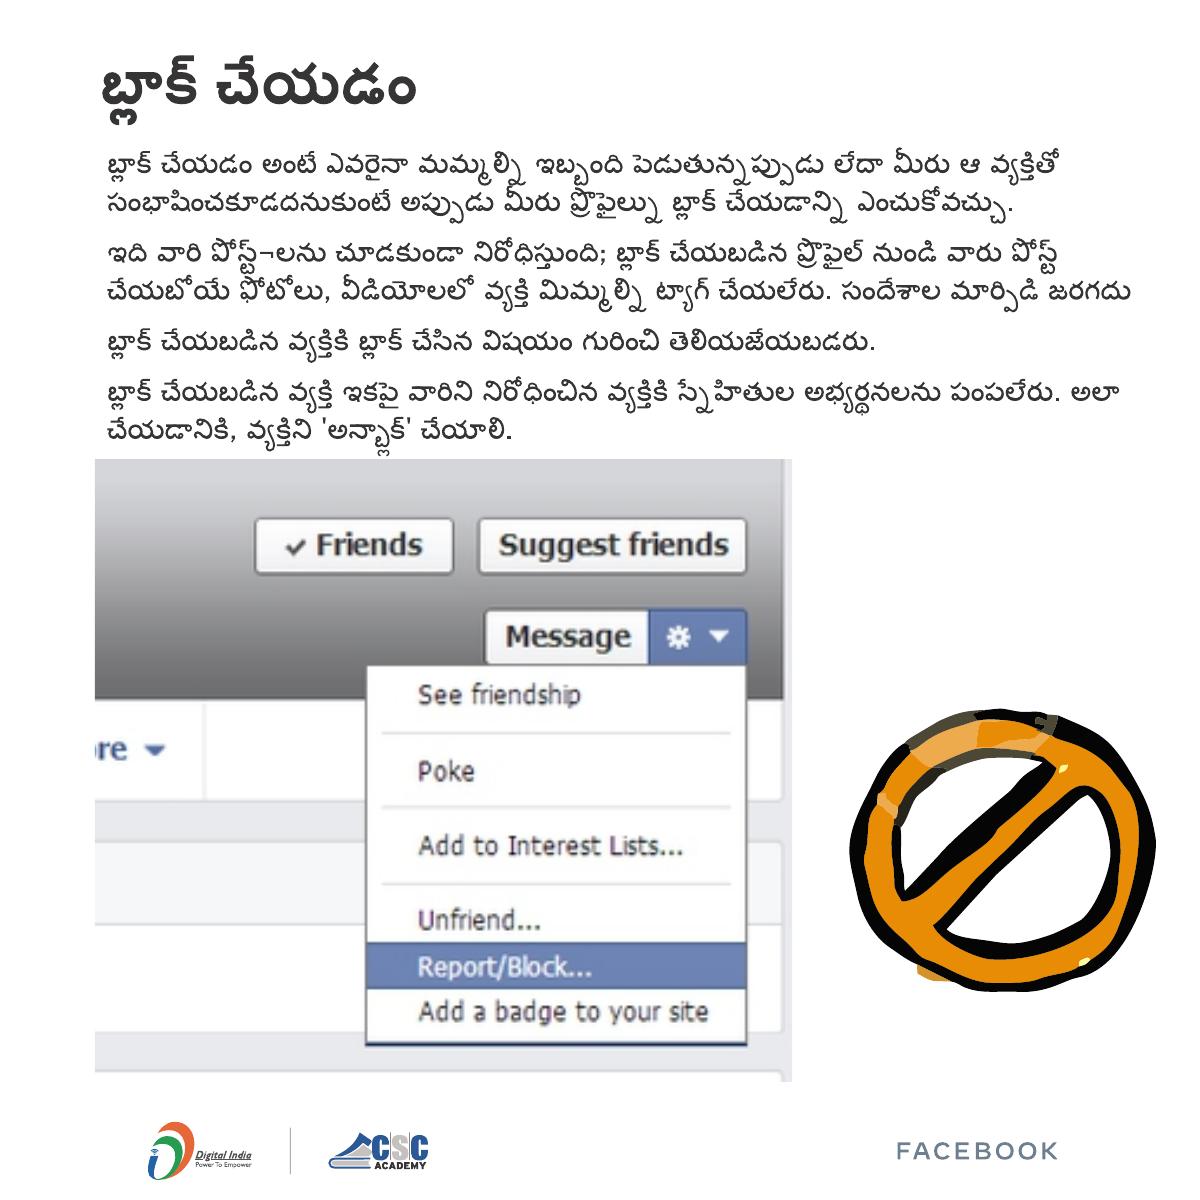 బ్లాక్ చేయడం
బ్లాక్ చేయడం అంటే ఎవరైనా మమ్మల్ని ఇబ్బంది పెడుతున్నప్పుడు లేదా మీరు ఆ వ్యక్తితో
సంభాషించకూడదనుకుంటే అప్పుడు మీరు ప్రొఫైల్ను బ్లాక్ చేయడాన్ని ఎంచుకోవచ్చు.
ఇది వారి పోస్ట్¬లను చూడకుండా నిరోధిస్తుంది; బ్లాక్ చేయబడిన ప్రొఫైల్ నుండి వారు పోస్ట్
చేయబోయే ఫోటోలు, వీడియోలలో వ్యక్తి మిమ్మల్ని ట్యాగ్ చేయలేరు. సందేశాల మార్పిడి జరగదు
బ్లాక్ చేయబడిన వ్యక్తికి బ్లాక్ చేసిన విషయం గురించి తెలియజేయబడరు.
బ్లాక్ చేయబడిన వ్యక్తి ఇకపై వారిని నిరోధించిన వ్యక్తికి స్నేహితుల అభ్యర్థనలను పంపలేరు. అలా
చేయడానికి, వ్యక్తిని 'అన్బ్లాక్' చేయాలి.
Friends
Suggest friends
Message
See friendship
re
Poke
Add to Interest Lists...
Unfriend...
Report/Block...
Add a badge to your site
Digital India
Power To Empower
CSC
ACADEMY
FACEBOOK